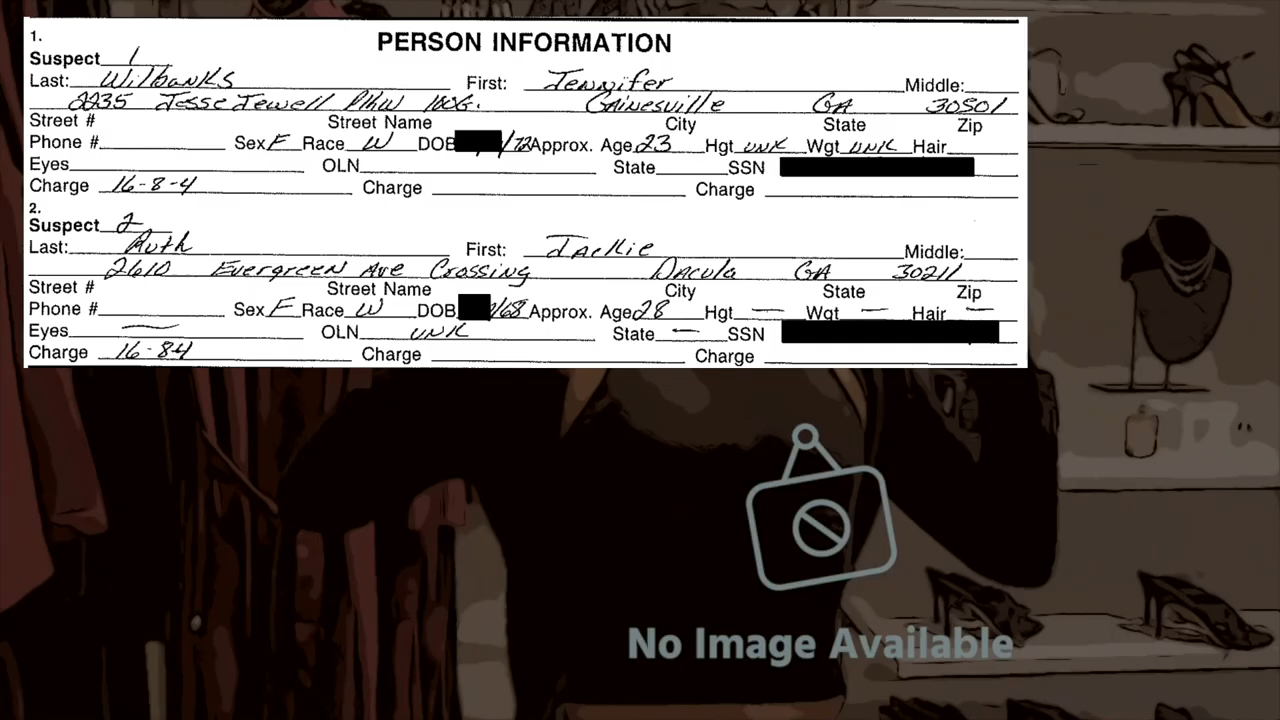 1.
PERSON INFORMATION
Suspect 1
Last: Wilbanks First: Jennifer Middle:
2235 Jesse Jewell PKW Gainesville GA 30501
Street # Street Name City State Zip
Phone # Sex F Race W DOB /72 Approx. Age 23 Hgt UNK Wgt UNK Hair
Eyes OLN State SSN
Charge 16-8-4 Charge Charge
2.
Suspect 2
Last: Ruth First: Jackie Middle:
2610 Evergreen Ave Crossing Dacula GA 30211
Street # Street Name City State Zip
Phone # Sex F Race W DOB /68 Approx. Age 28 Hgt — Wgt — Hair —
Eyes — OLN UNK State — SSN
Charge 16-84 Charge Charge
No Image Available